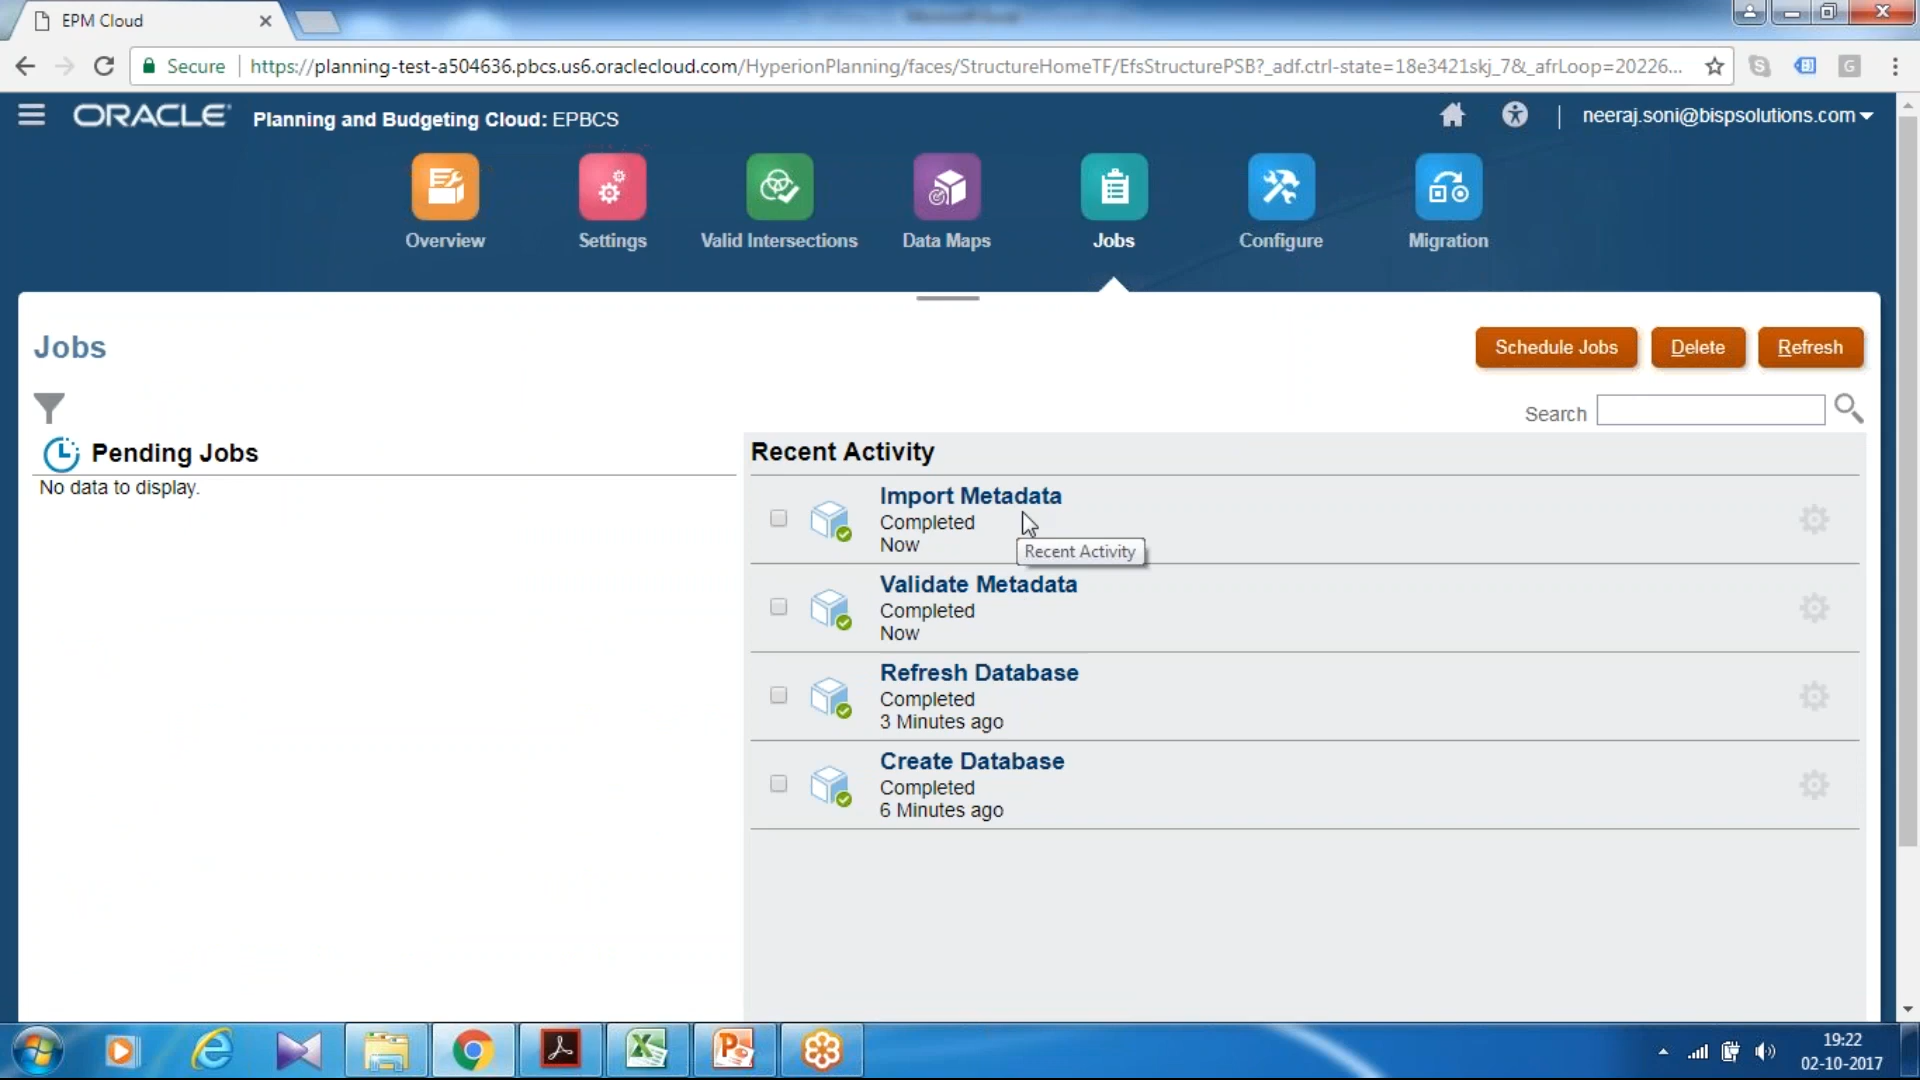 EPM Cloud
Secure
https://planning-test-a504636.pbcs.us6.oraclecloud.com/HyperionPlanning/faces/StructureHomeTF/EfsStructurePSB?_adf.ctrl-state=18e3421skj_7&_afrLoop=20226...
ORACLE Planning and Budgeting Cloud: EPBCS
neeraj.soni@bispsolutions.com
Overview
Settings
Valid Intersections
Data Maps
Jobs
Configure
Migration
Jobs
Schedule Jobs
Delete
Refresh
Search
Pending Jobs
No data to display.
Recent Activity
Import Metadata
Completed
Now
Recent Activity
Validate Metadata
Completed
Now
Refresh Database
Completed
3 Minutes ago
Create Database
Completed
6 Minutes ago
19:22
02-10-2017